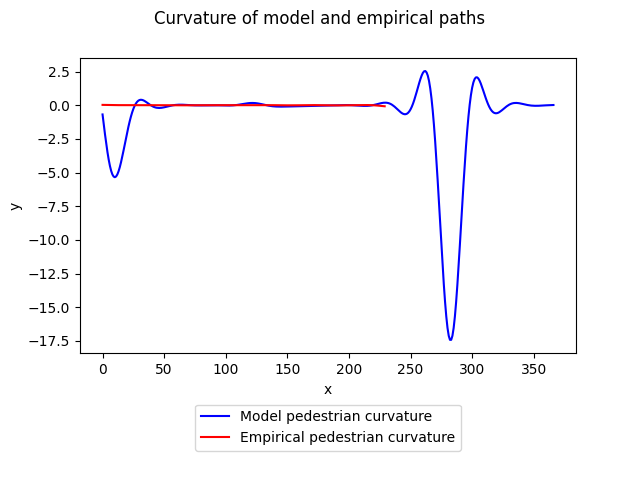 Curvature of model and empirical paths
y
2.5
0.0
−2.5
−5.0
−7.5
−10.0
−12.5
−15.0
−17.5
0 50 100 150 200 250 300 350
x
Model pedestrian curvature
Empirical pedestrian curvature